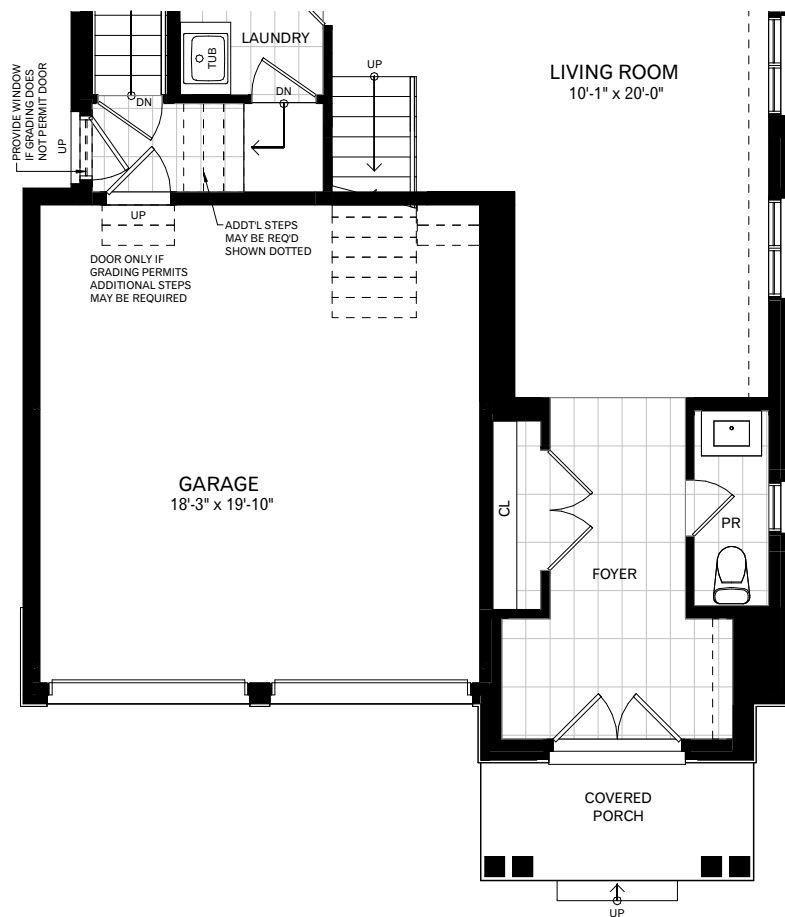 LAUNDRY
TUB
UP
LIVING ROOM
10'-1" x 20'-0"
DN
DN
PROVIDE WINDOW
IF GRADING DOES
NOT PERMIT DOOR
UP
UP
ADDT'L STEPS
MAY BE REQ'D
SHOWN DOTTED
DOOR ONLY IF
GRADING PERMITS
ADDITIONAL STEPS
MAY BE REQUIRED
GARAGE
18'-3" x 19'-10"
CL
PR
FOYER
COVERED
PORCH
UP